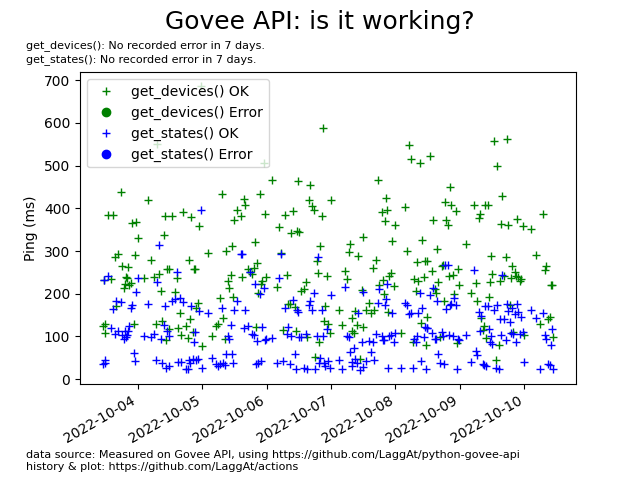 Govee API: is it working?
get_devices(): No recorded error in 7 days.
get_states(): No recorded error in 7 days.
get_devices() OK
get_devices() Error
get_states() OK
get_states() Error
Ping (ms)
700
600
500
400
300
200
100
0
2022-10-04
2022-10-05
2022-10-06
2022-10-07
2022-10-08
2022-10-09
2022-10-10
data source: Measured on Govee API, using https://github.com/LaggAt/python-govee-api
history & plot: https://github.com/LaggAt/actions